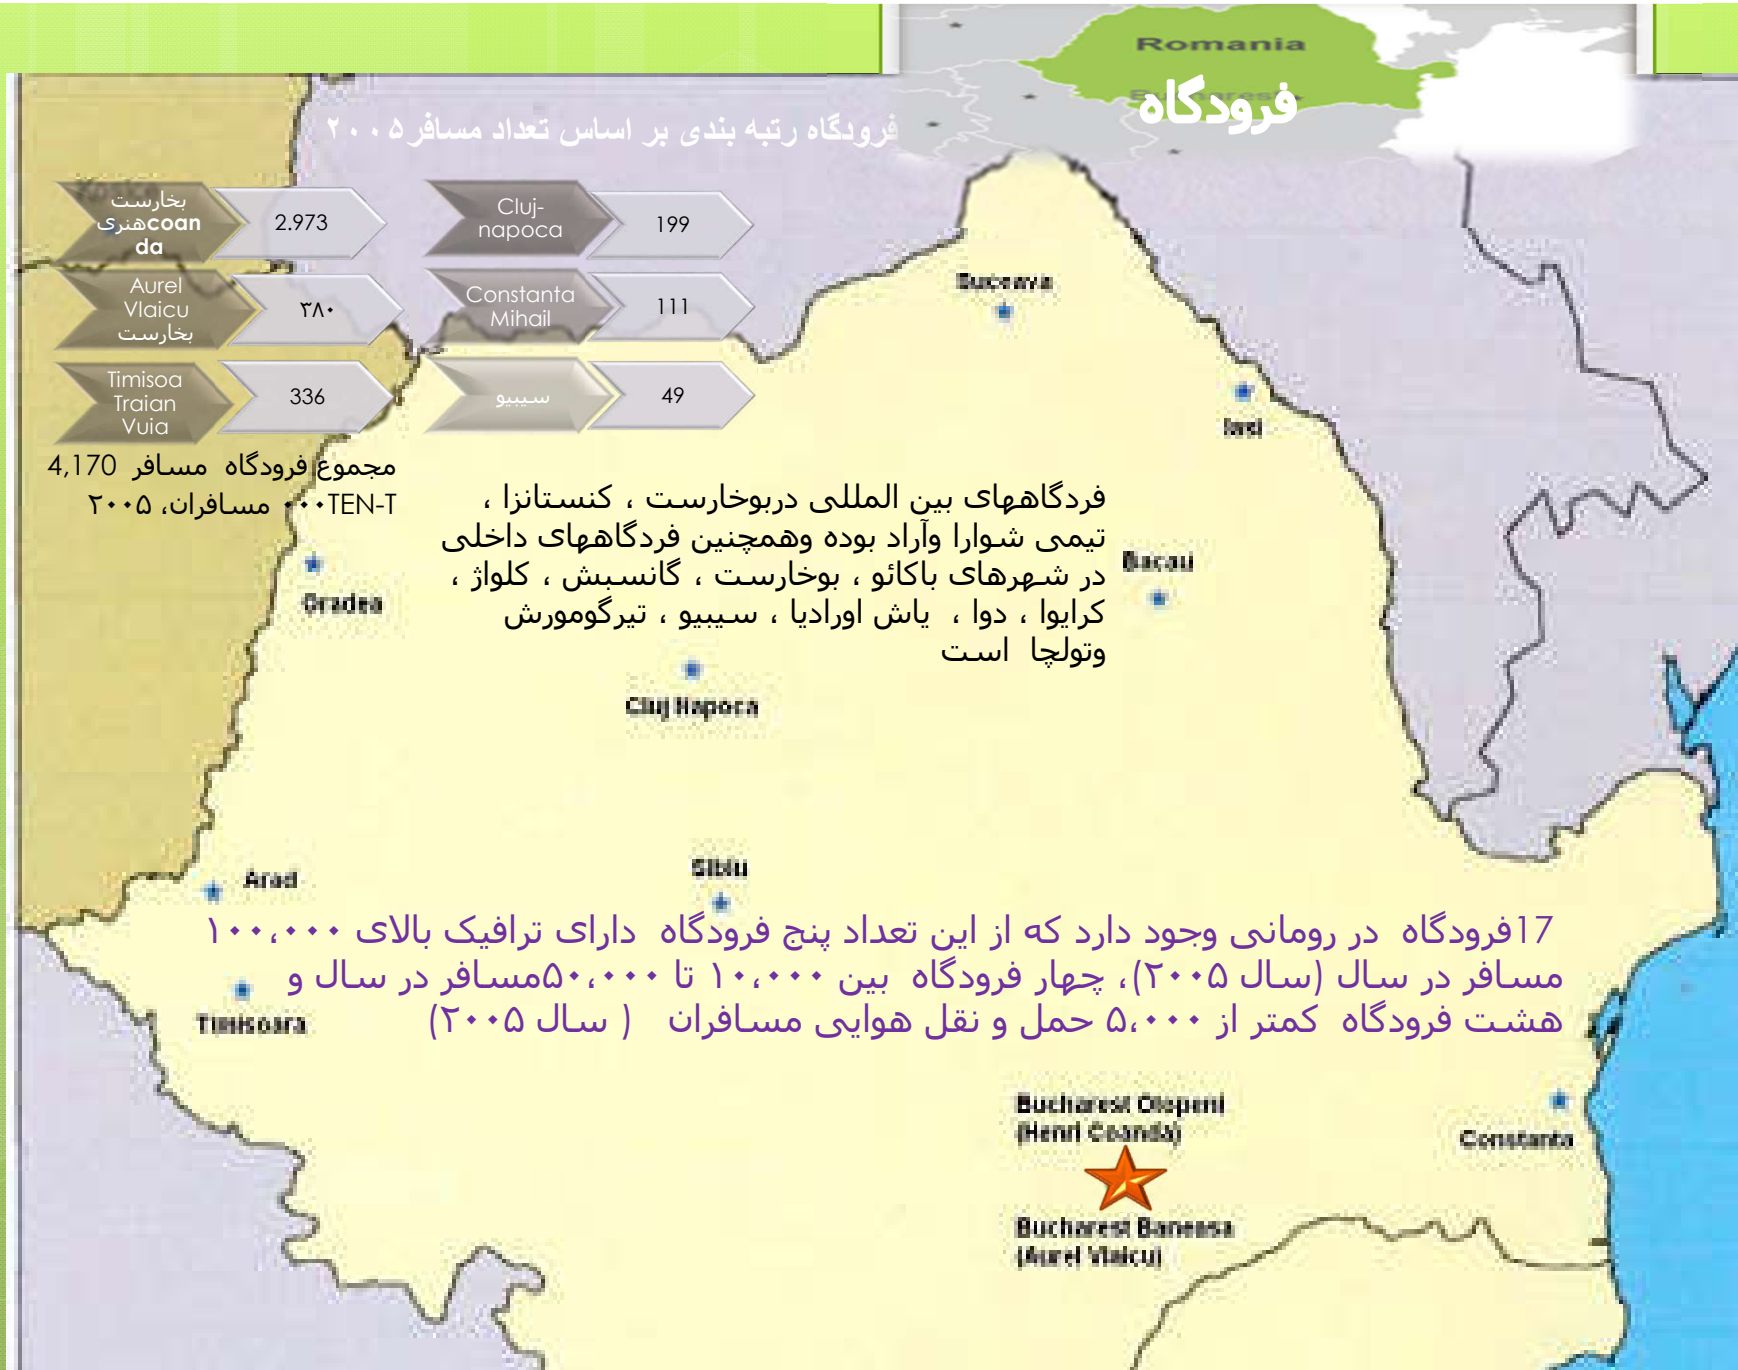 Romania
فرودگاه
فرودگاه رتبه بندی بر اساس تعداد مسافر۲۰۰۵
بخارست
هنریcoan
da
2.973
Cluj-
napoca
199
Aurel
Vlaicu
بخارست
۳۸۰
Constanta
Mihail
111
Timisoa
Traian
Vuia
336
سیبیو
49
مجموع فرودگاه  مسافر  4,170
TEN-T۰۰۰ مسافران، ۲۰۰۵
فردگاههای بین المللی دربوخارست ، کنستانزا ،
تیمی شوارا وآراد بوده وهمچنین فردگاههای داخلی
در شهرهای باکائو ، بوخارست ، گانسبش ، کلواژ ،
کرایوا ، دوا ،  یاش اورادیا ، سیبیو ، تیرگومورش
وتولچا  است
Suceava
Iasi
Bacau
Oradea
Cluj Napoca
Arad
Sibiu
17فرودگاه  در رومانی وجود دارد که از این تعداد پنج فرودگاه  دارای ترافیک بالای ۱۰۰،۰۰۰
مسافر در سال (سال ۲۰۰۵)، چهار فرودگاه  بین ۱۰،۰۰۰ تا ۵۰،۰۰۰مسافر در سال و
هشت فرودگاه  کمتر از ۵،۰۰۰ حمل و نقل هوایی مسافران   ( سال ۲۰۰۵)
Timisoara
Bucharest Otopeni
(Henri Coanda)
Constanta
Bucharest Baneasa
(Aurel Vlaicu)